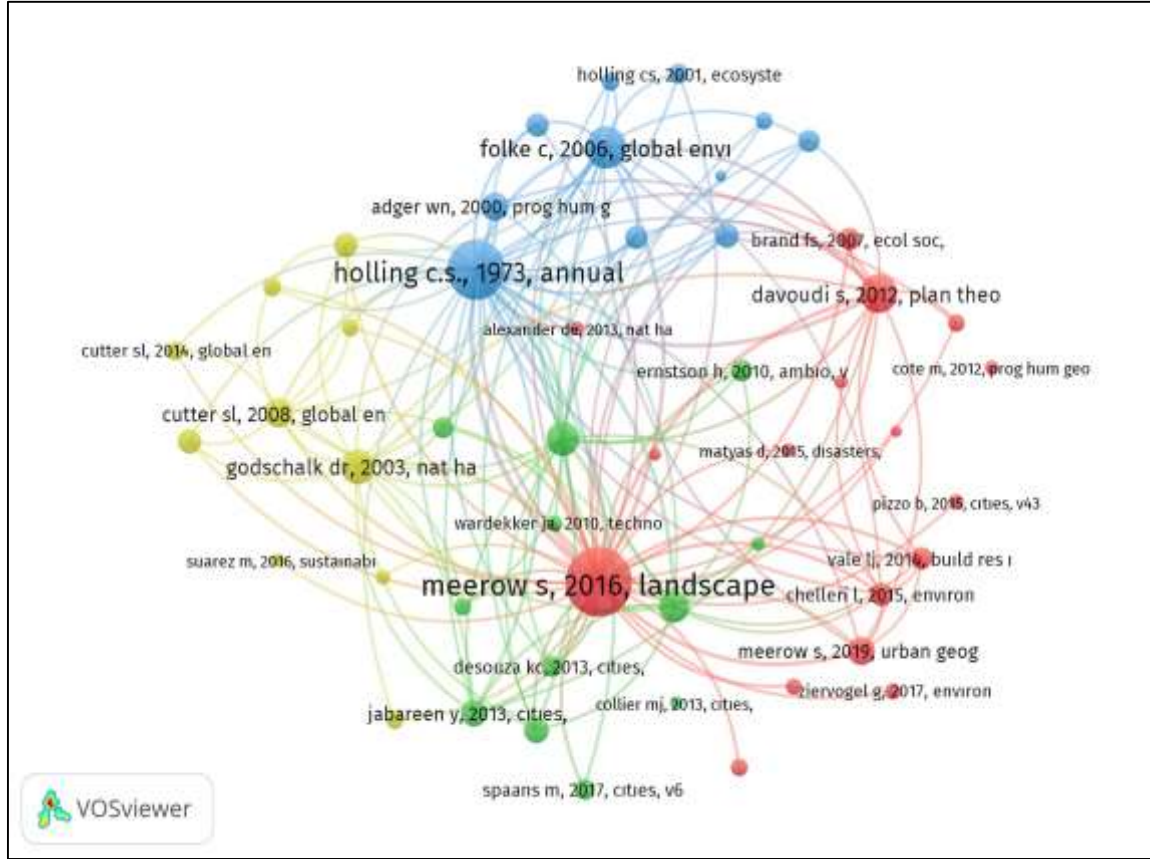 holling cs, 2001, ecosyste
folke c, 2006, global envi
adger wn, 2000, prog hum g
brand fs, 2007, ecol soc,
holling c.s., 1973, annual
davoudi s, 2012, plan theo
alexander de, 2013, nat ha
cutter sl, 2014, global en
ernstson h, 2010, ambio, v
cote m, 2012, prog hum geo
cutter sl, 2008, global en
matyas d, 2015, disasters,
godschalk dr, 2003, nat ha
pizzo b, 2015, cities, v43
wardekker ja, 2010, techno
suarez m, 2016, sustainabi
vale lj, 2014, build res i
meerow s, 2016, landscape
chelleri l, 2015, environ
meerow s, 2019, urban geog
desouza kc, 2013, cities,
ziervogel g, 2017, environ
collier mj, 2013, cities,
jabareen y, 2013, cities,
spaans m, 2017, cities, v6
VOSviewer